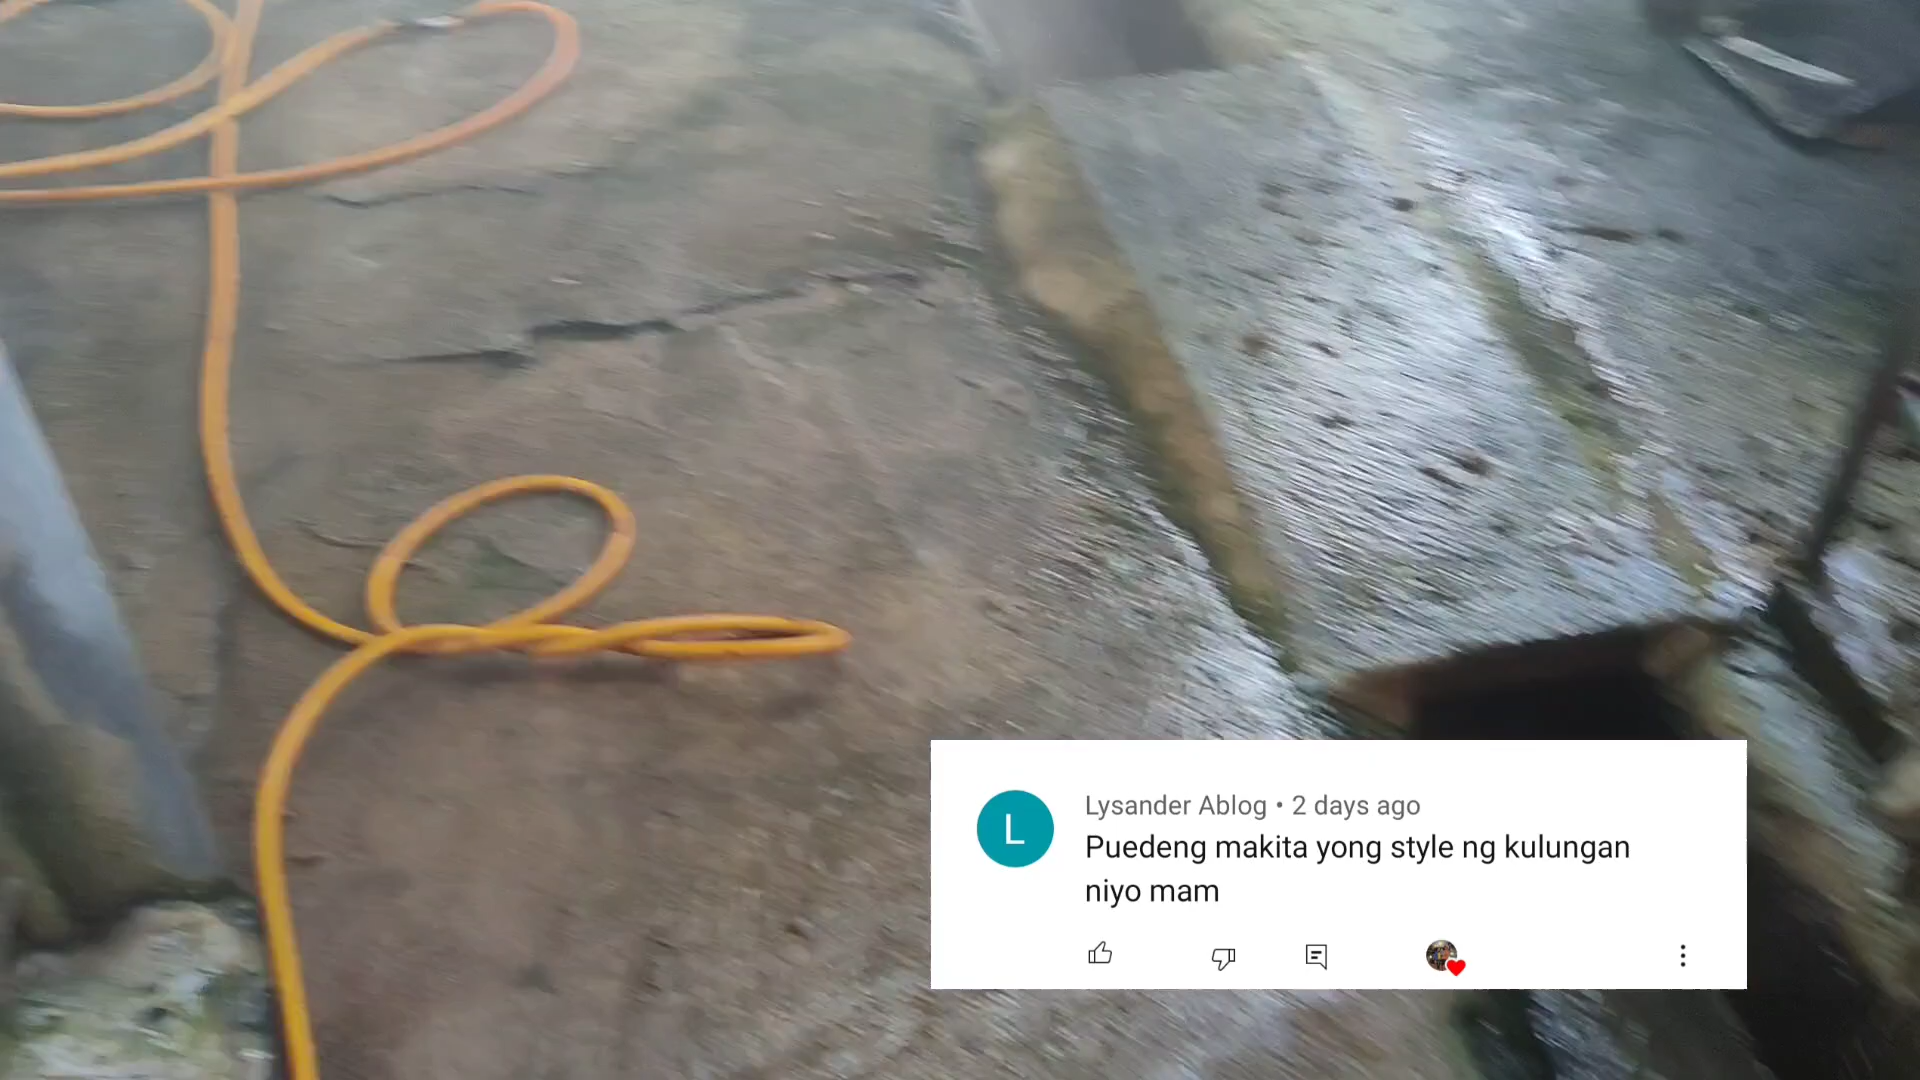 L
Lysander Ablog • 2 days ago
Puedeng makita yong style ng kulungan
niyo mam